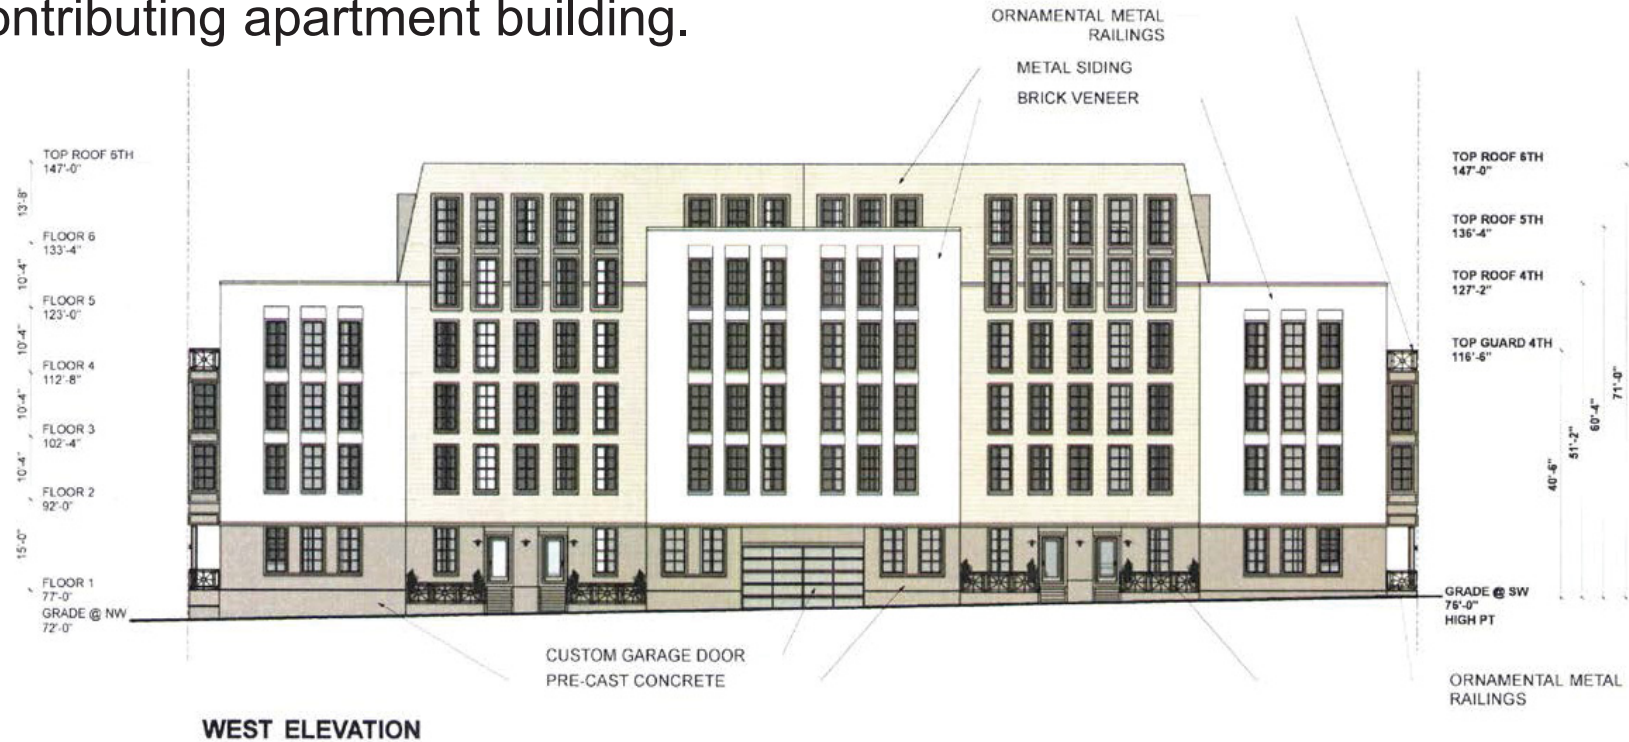 ontributing apartment building.
ORNAMENTAL METAL
RAILINGS
METAL SIDING
BRICK VENEER
TOP ROOF 6TH
147'-0"
13'-8"
FLOOR 6
133'-4"
10'-4"
FLOOR 5
123'-0"
10'-4"
FLOOR 4
112'-8"
10'-4"
FLOOR 3
102'-4"
10'-4"
FLOOR 2
92'-0"
15'-0"
FLOOR 1
77'-0"
GRADE @ NW
72'-0"
TOP ROOF 6TH
147'-0"
TOP ROOF 5TH
136'-4"
TOP ROOF 4TH
127'-2"
TOP GUARD 4TH
116'-6"
40'-6"
51'-2"
60'-4"
71'-0"
GRADE @ SW
76'-0"
HIGH PT
CUSTOM GARAGE DOOR
PRE-CAST CONCRETE
ORNAMENTAL METAL
RAILINGS
WEST ELEVATION